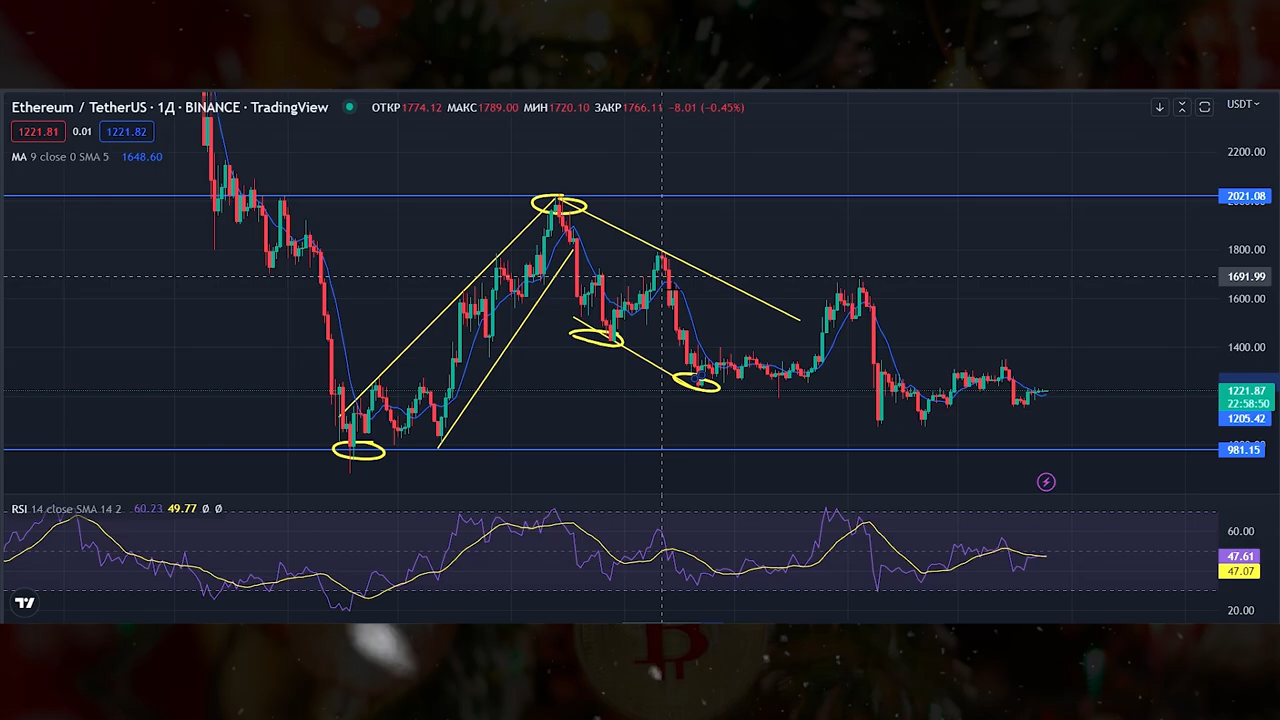 Ethereum / TetherUS · 1Д · BINANCE · TradingView ОТКР1774.12 МАКС1789.00 МИН1720.10 ЗАКР1766.11 −8.01 (−0.45%)
USDT
1221.81 0.01 1221.82
MA 9 close 0 SMA 5 1648.60
2200.00
2021.08
1800.00
1691.99
1600.00
1400.00
1221.87
22:58:50
1205.42
981.15
RSI 14 close SMA 14 2 60.23 49.77 Ø Ø
60.00
47.61
47.07
20.00